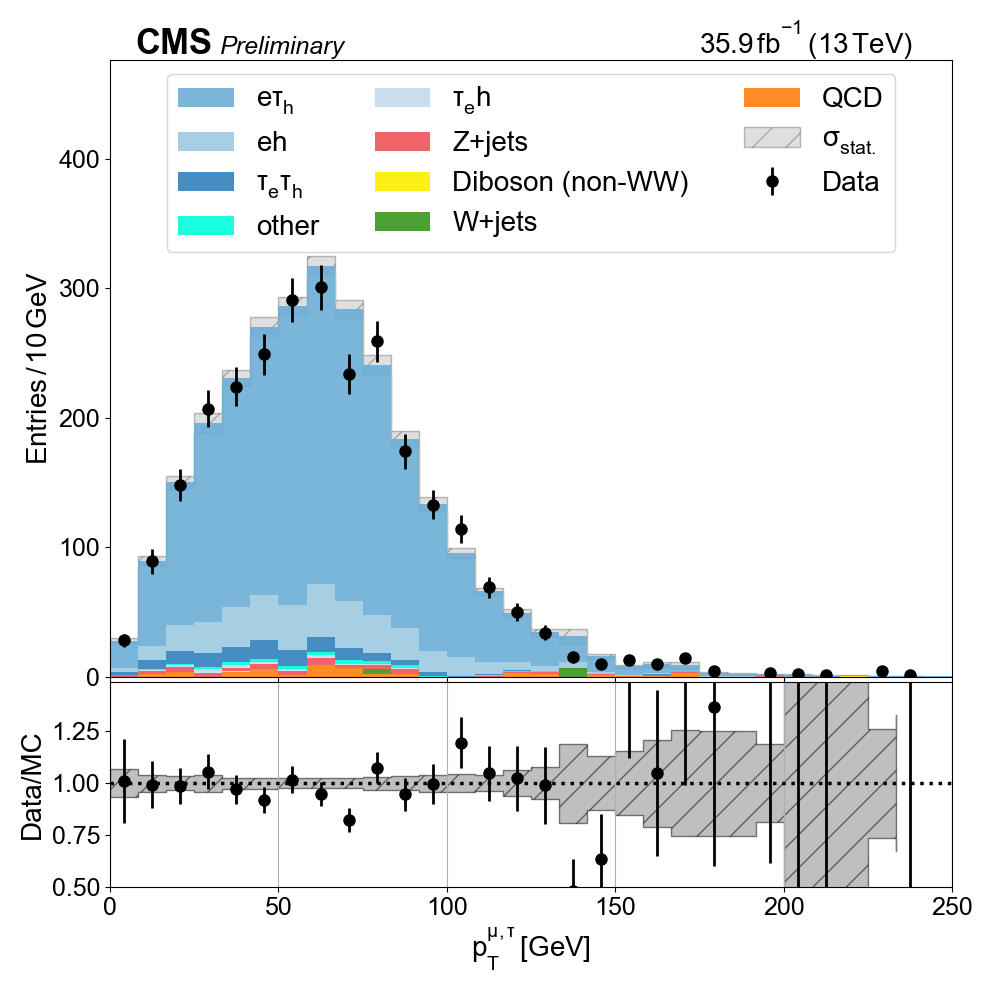 CMS Preliminary 35.9 fb⁻¹ (13 TeV)
eτh τeh QCD
eh Z+jets σstat.
τeτh Diboson (non-WW) Data
other W+jets
Entries / 10 GeV
400
300
200
100
0
Data/MC
1.25
1.00
0.75
0.50
0 50 100 150 200 250
pTμ,τ [GeV]